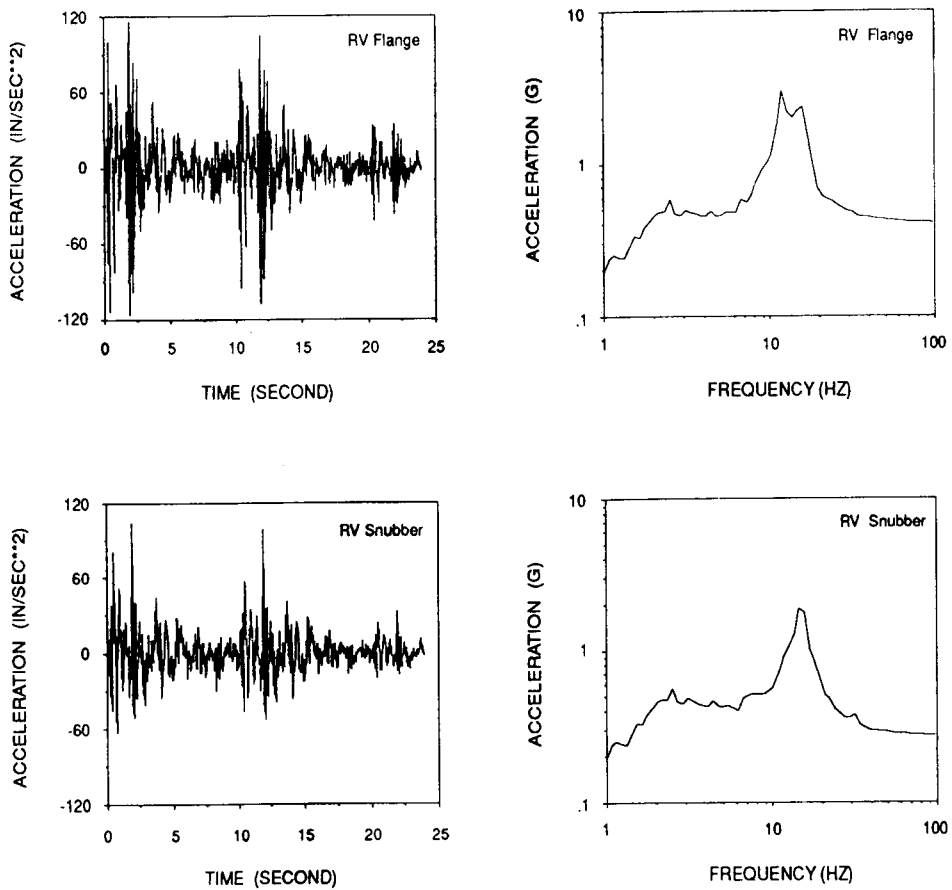 120
60
0
-60
-120
ACCELERATION (IN/SEC**2)
RV Flange
0 5 10 15 20 25
TIME (SECOND)
10
1
.1
ACCELERATION (G)
RV Flange
1 10 100
FREQUENCY (HZ)
120
60
0
-60
-120
ACCELERATION (IN/SEC**2)
RV Snubber
0 5 10 15 20 25
TIME (SECOND)
10
1
.1
ACCELERATION (G)
RV Snubber
1 10 100
FREQUENCY (HZ)